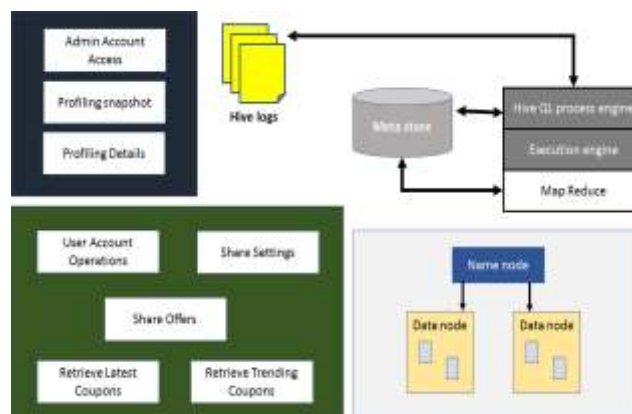 Admin Account
Access
Profiling snapshot
Profiling Details
Hive logs
Meta store
Hive QL process engine
Execution engine
Map Reduce
User Account
Operations
Share Settings
Share Offers
Retrieve Latest
Coupons
Retrieve Trending
Coupons
Name node
Data node
Data node